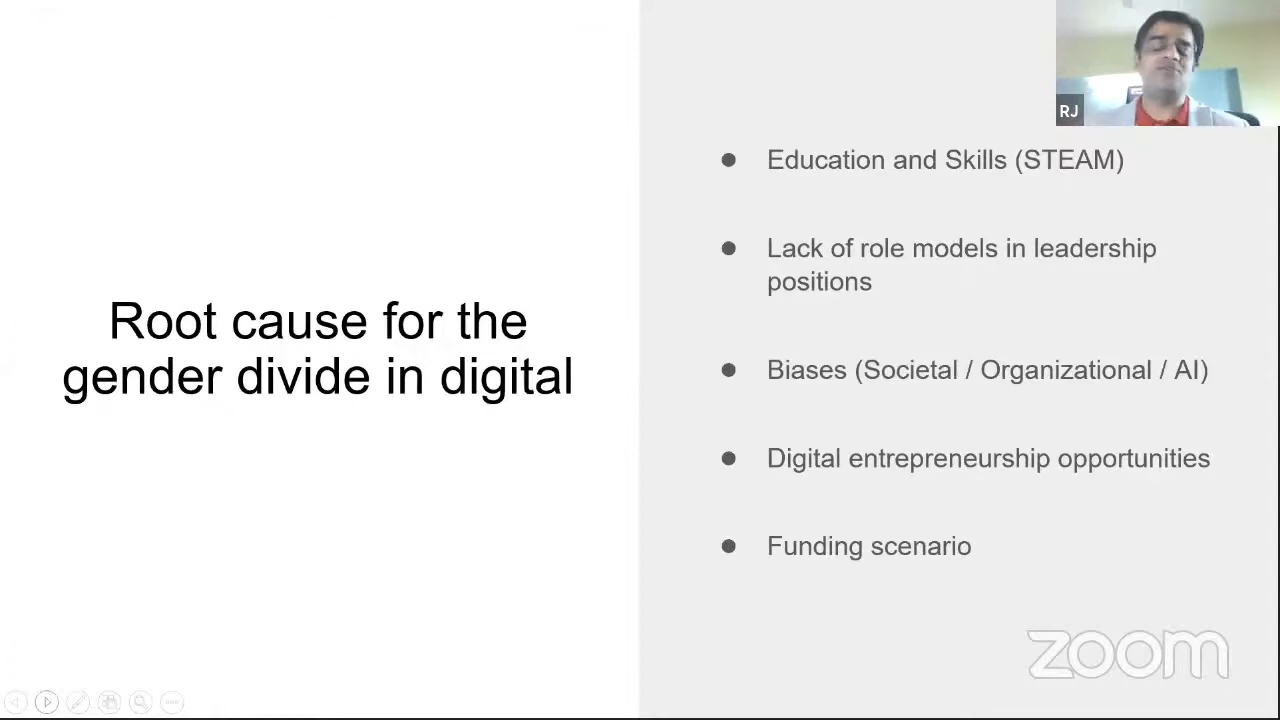 RJ
Root cause for the
gender divide in digital
● Education and Skills (STEAM)
● Lack of role models in leadership
positions
● Biases (Societal / Organizational / AI)
● Digital entrepreneurship opportunities
● Funding scenario
zoom